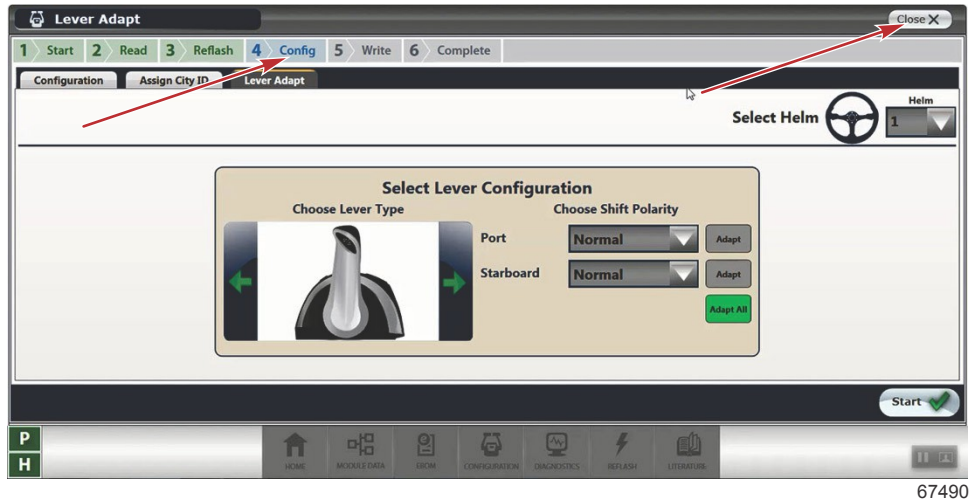 Lever Adapt
Close X
1 Start 2 Read 3 Reflash 4 Config 5 Write 6 Complete
Configuration Assign City ID Lever Adapt
Helm
Select Helm 1
Select Lever Configuration
Choose Lever Type Choose Shift Polarity
Port Normal Adapt
Starboard Normal Adapt
Adapt All
Start
P
H
HOME MODULE DATA FROM CONFIGURATION DIAGNOSTICS REFLASH LITERATURE
67490